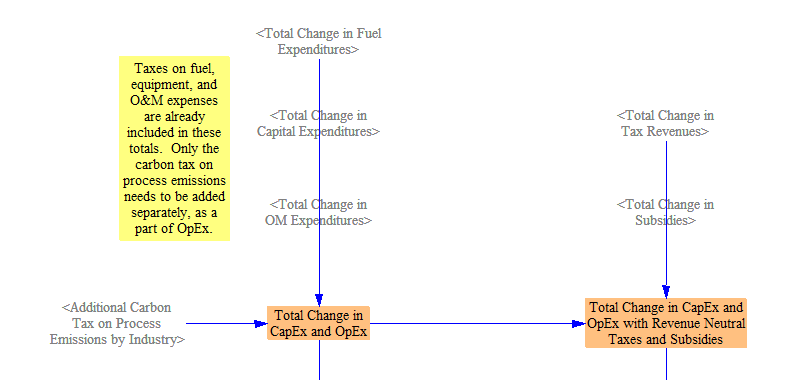 <Total Change in Fuel
Expenditures>
Taxes on fuel,
equipment, and
O&M expenses
are already
included in these
totals.  Only the
carbon tax on
process emissions
needs to be added
separately, as a
part of OpEx.
<Total Change in
Capital Expenditures>
<Total Change in
Tax Revenues>
<Total Change in
OM Expenditures>
<Total Change in
Subsidies>
<Additional Carbon
Tax on Process
Emissions by Industry>
Total Change in
CapEx and OpEx
Total Change in CapEx and
OpEx with Revenue Neutral
Taxes and Subsidies